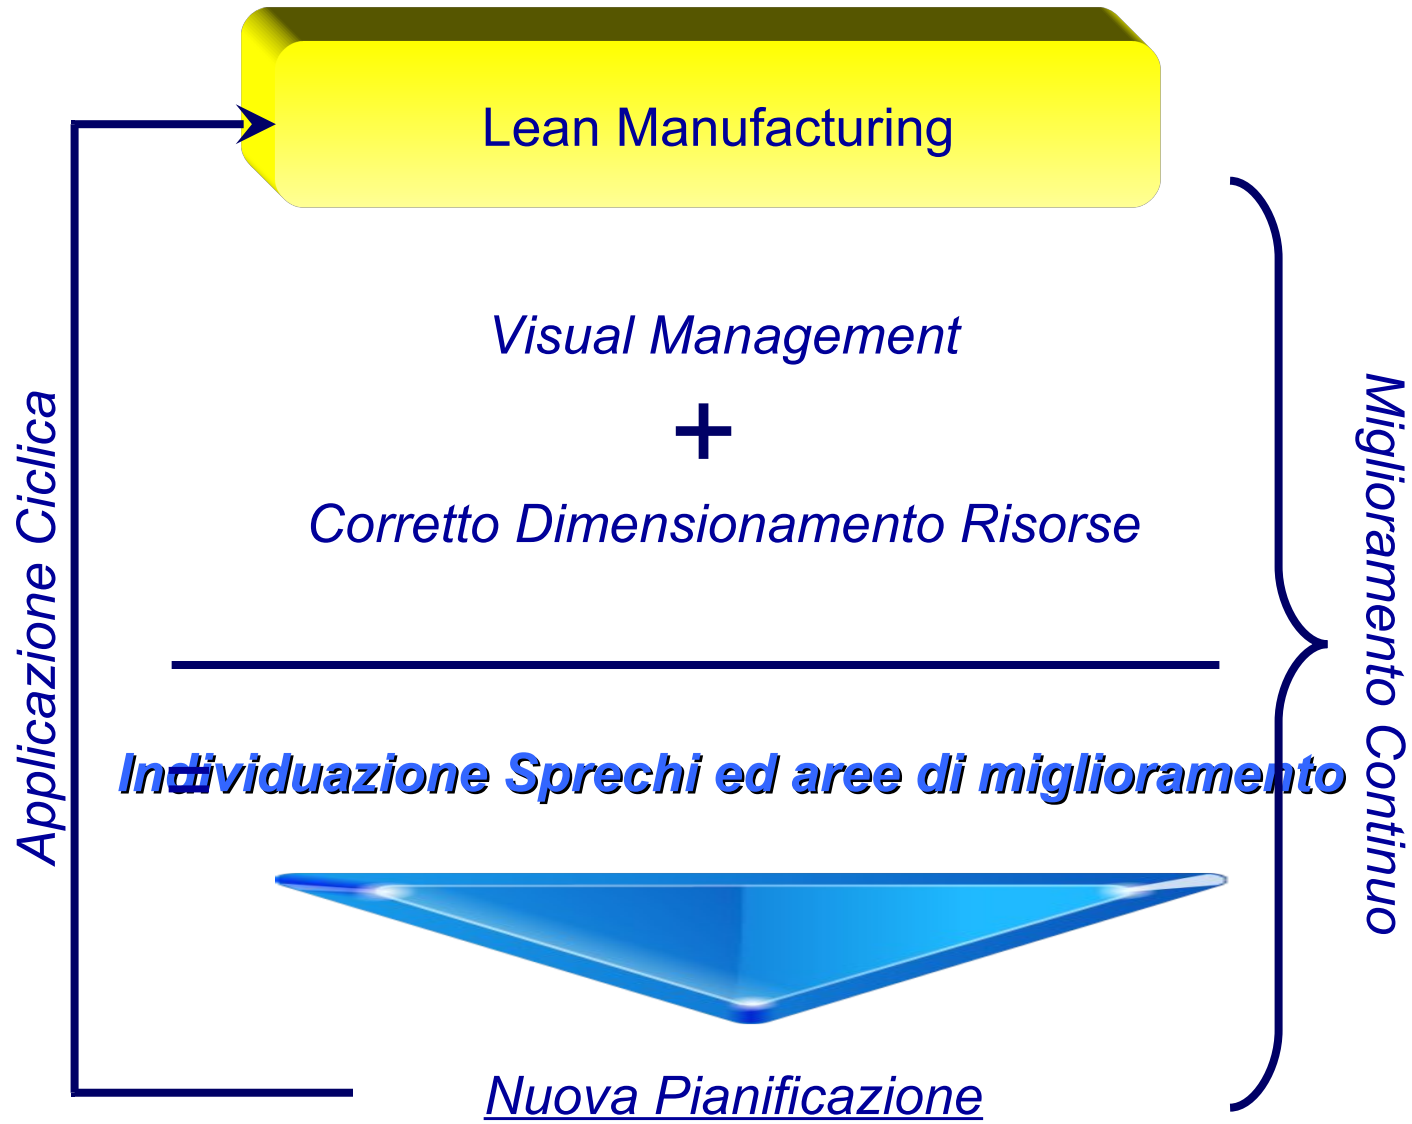 Lean Manufacturing
Visual Management
+
Corretto Dimensionamento Risorse
=
Individuazione Sprechi ed aree di miglioramento
Nuova Pianificazione
Applicazione Ciclica
Miglioramento Continuo